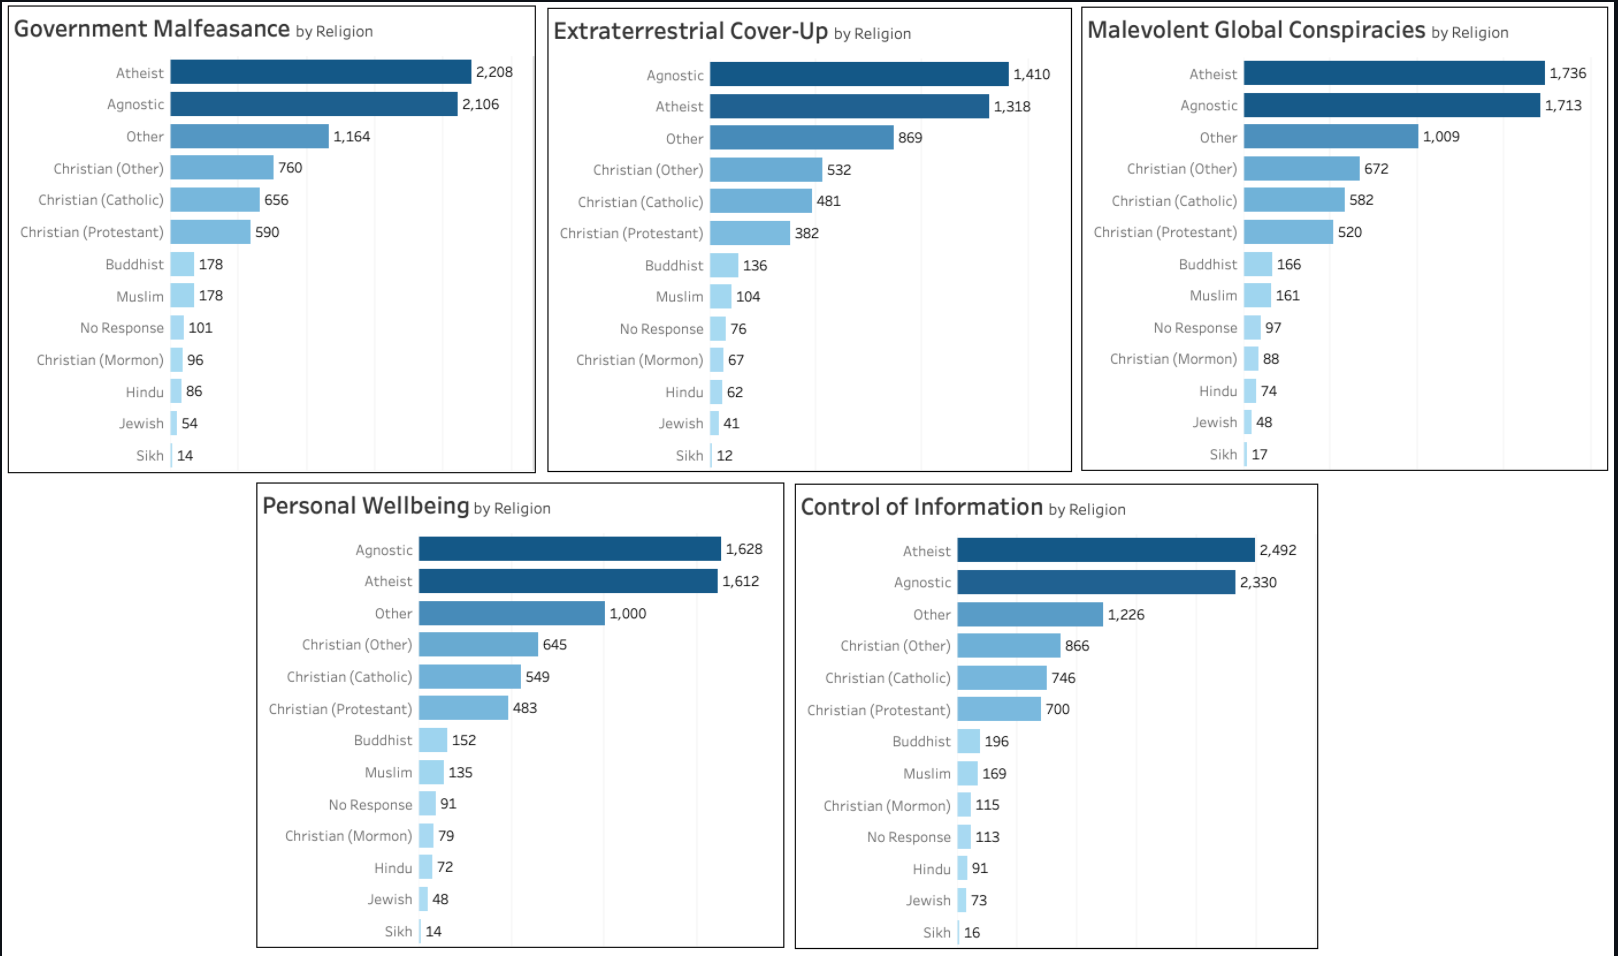 Government Malfeasance by Religion
Atheist 2,208
Agnostic 2,106
Other 1,164
Christian (Other) 760
Christian (Catholic) 656
Christian (Protestant) 590
Buddhist 178
Muslim 178
No Response 101
Christian (Mormon) 96
Hindu 86
Jewish 54
Sikh 14
Extraterrestrial Cover-Up by Religion
Agnostic 1,410
Atheist 1,318
Other 869
Christian (Other) 532
Christian (Catholic) 481
Christian (Protestant) 382
Buddhist 136
Muslim 104
No Response 76
Christian (Mormon) 67
Hindu 62
Jewish 41
Sikh 12
Malevolent Global Conspiracies by Religion
Atheist 1,736
Agnostic 1,713
Other 1,009
Christian (Other) 672
Christian (Catholic) 582
Christian (Protestant) 520
Buddhist 166
Muslim 161
No Response 97
Christian (Mormon) 88
Hindu 74
Jewish 48
Sikh 17
Personal Wellbeing by Religion
Agnostic 1,628
Atheist 1,612
Other 1,000
Christian (Other) 645
Christian (Catholic) 549
Christian (Protestant) 483
Buddhist 152
Muslim 135
No Response 91
Christian (Mormon) 79
Hindu 72
Jewish 48
Sikh 14
Control of Information by Religion
Atheist 2,492
Agnostic 2,330
Other 1,226
Christian (Other) 866
Christian (Catholic) 746
Christian (Protestant) 700
Buddhist 196
Muslim 169
Christian (Mormon) 115
No Response 113
Hindu 91
Jewish 73
Sikh 16